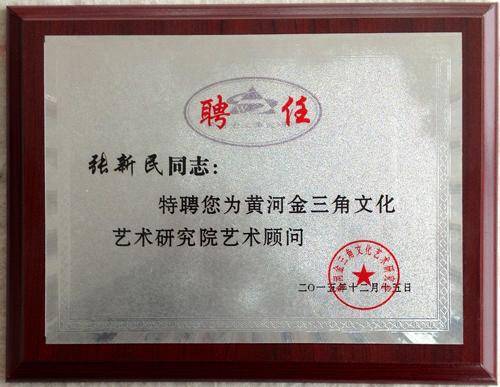 聘任
张新民同志：
特聘您为黄河金三角文化
艺术研究院艺术顾问
二〇一五年十二月十五日